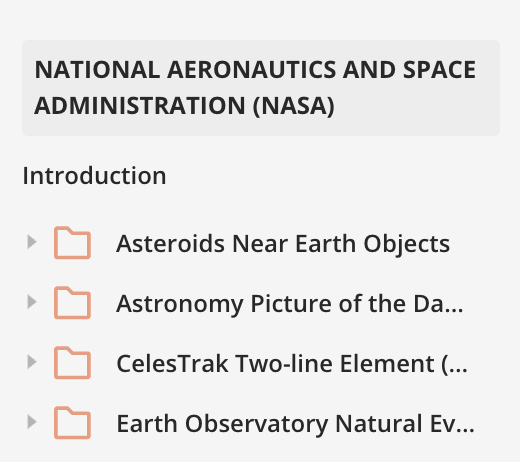 NATIONAL AERONAUTICS AND SPACE
ADMINISTRATION (NASA)
Introduction
Asteroids Near Earth Objects
Astronomy Picture of the Da...
CelesTrak Two-line Element (...
Earth Observatory Natural Ev...